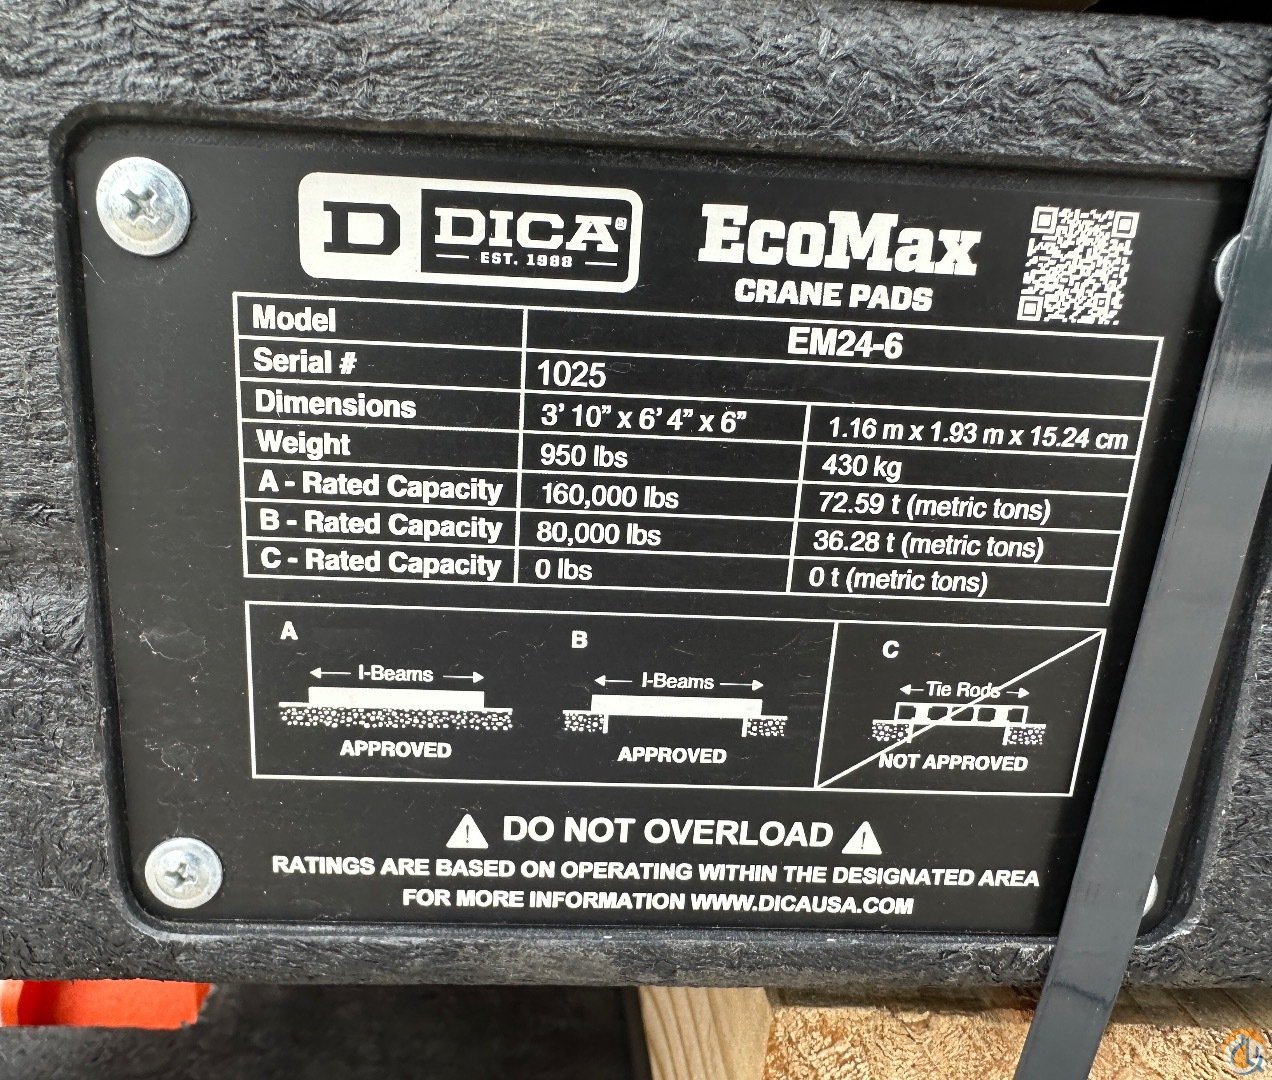 D DICA®
EST. 1988
EcoMax
CRANE PADS
Model EM24-6
Serial # 1025
Dimensions 3' 10" x 6' 4" x 6" 1.16 m x 1.93 m x 15.24 cm
Weight 950 lbs 430 kg
A - Rated Capacity 160,000 lbs 72.59 t (metric tons)
B - Rated Capacity 80,000 lbs 36.28 t (metric tons)
C - Rated Capacity 0 lbs 0 t (metric tons)
A B C
I-Beams I-Beams Tie Rods
APPROVED APPROVED NOT APPROVED
DO NOT OVERLOAD
RATINGS ARE BASED ON OPERATING WITHIN THE DESIGNATED AREA
FOR MORE INFORMATION WWW.DICAUSA.COM